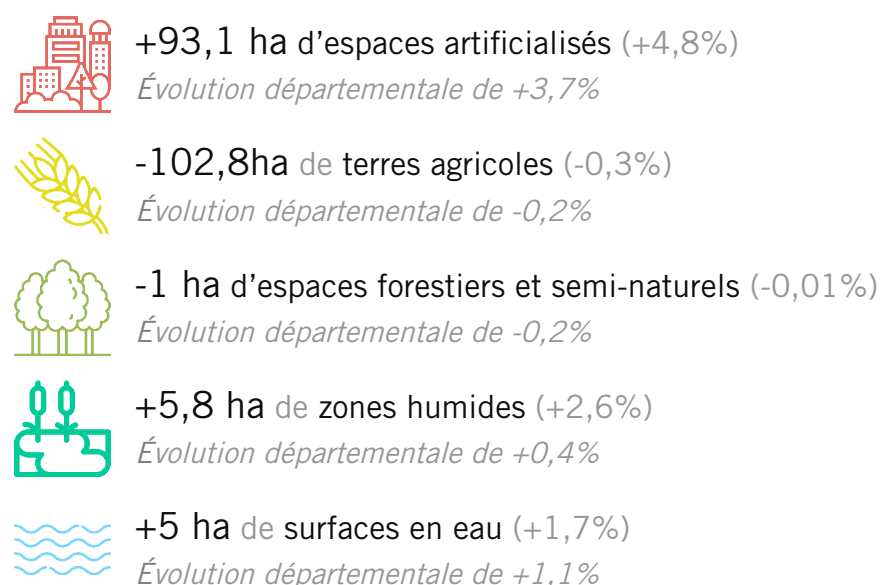 +93,1 ha d'espaces artificialisés (+4,8%)
Évolution départementale de +3,7%
-102,8ha de terres agricoles (-0,3%)
Évolution départementale de -0,2%
-1 ha d'espaces forestiers et semi-naturels (-0,01%)
Évolution départementale de -0,2%
+5,8 ha de zones humides (+2,6%)
Évolution départementale de +0,4%
+5 ha de surfaces en eau (+1,7%)
Évolution départementale de +1,1%